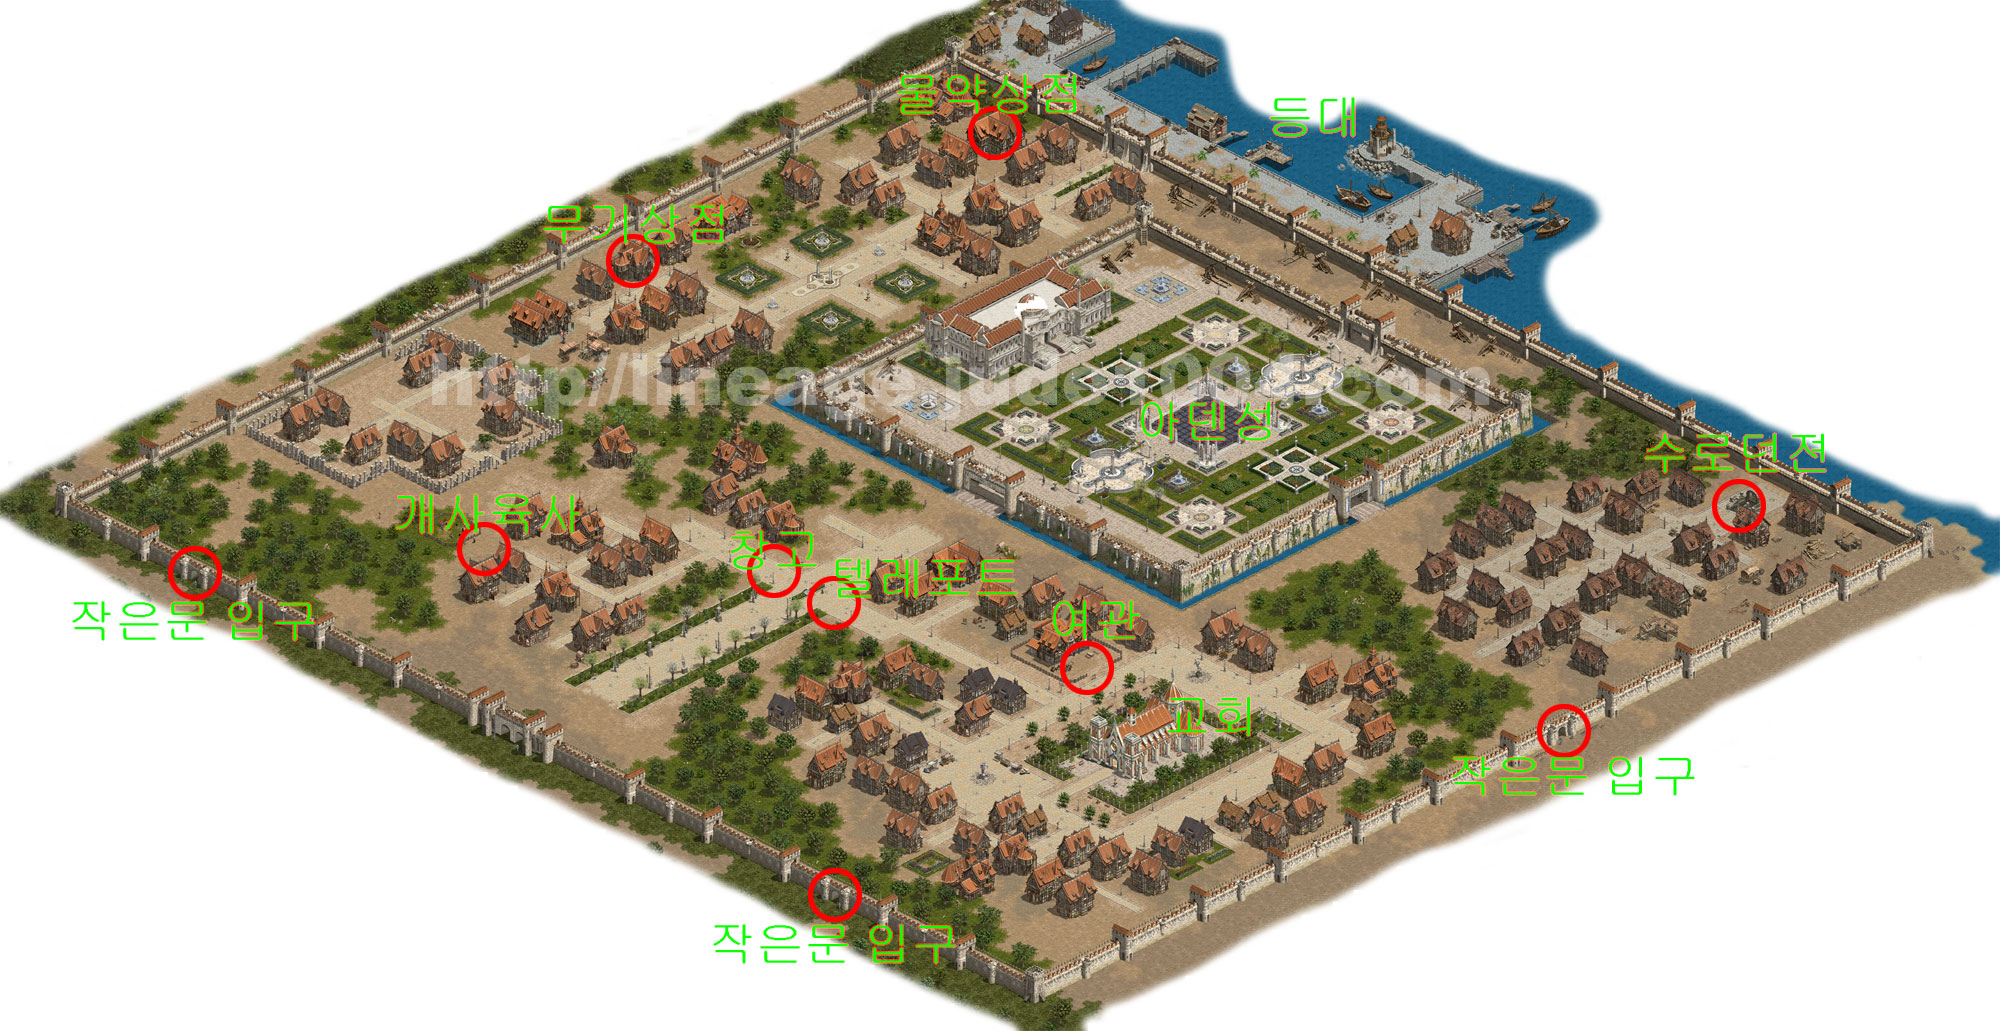 물약상점
등대
무기상점
아덴성
수로던전
개사육사
창고
텔레포트
작은문 입구
여관
교회
작은문 입구
작은문 입구